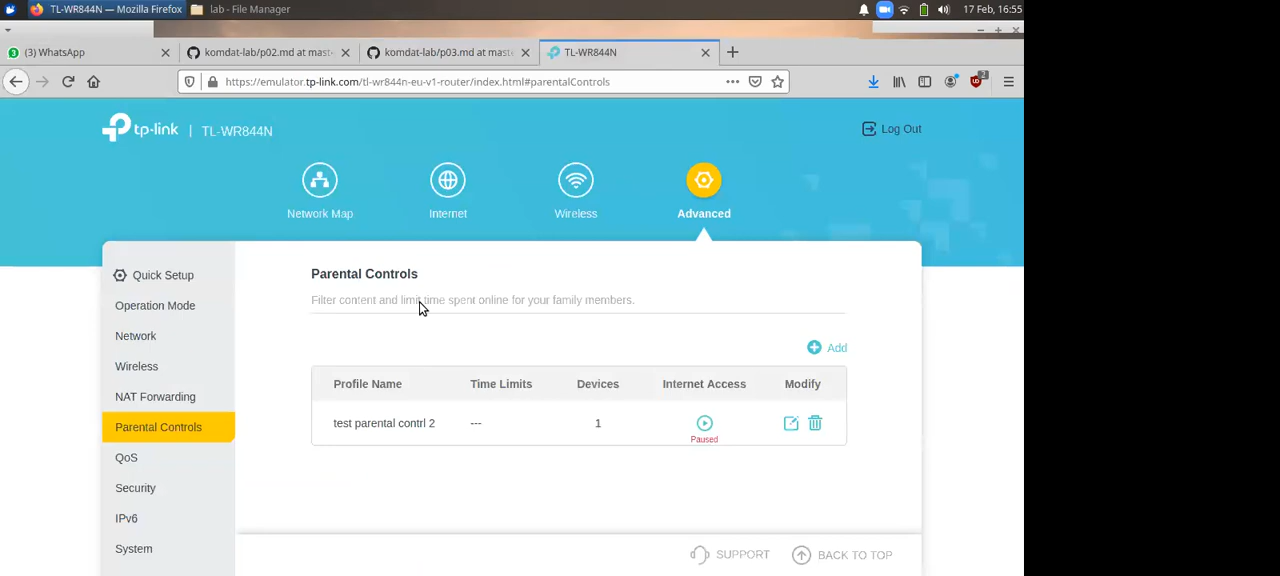 TL-WR844N — Mozilla Firefox lab - File Manager 17 Feb, 16:55
(3) WhatsApp komdat-lab/p02.md at mast komdat-lab/p03.md at mast TL-WR844N
https://emulator.tp-link.com/tl-wr844n-eu-v1-router/index.html#parentalControls
tp-link | TL-WR844N Log Out
Network Map Internet Wireless Advanced
Quick Setup
Operation Mode
Network
Wireless
NAT Forwarding
Parental Controls
QoS
Security
IPv6
System
Parental Controls
Filter content and limit time spent online for your family members.
Add
Profile Name Time Limits Devices Internet Access Modify
test parental contrl 2 --- 1
Paused
SUPPORT BACK TO TOP